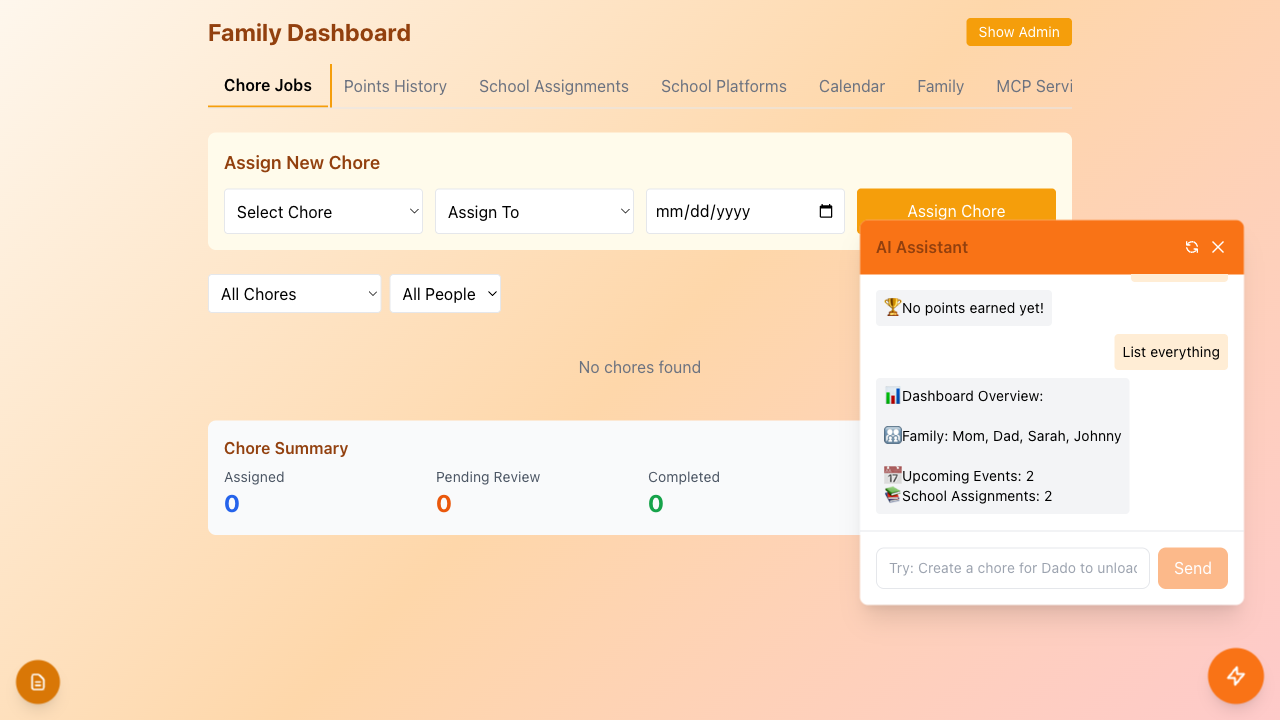 Family Dashboard
Show Admin
Chore Jobs
Points History
School Assignments
School Platforms
Calendar
Family
MCP Servi
Assign New Chore
Select Chore
Assign To
mm/dd/yyyy
Assign Chore
All Chores
All People
No chores found
Chore Summary
Assigned
Pending Review
Completed
0
0
0
AI Assistant
🏆No points earned yet!
List everything
📊Dashboard Overview:
Family: Mom, Dad, Sarah, Johnny
📅Upcoming Events: 2
📚School Assignments: 2
Try: Create a chore for Dado to unload
Send